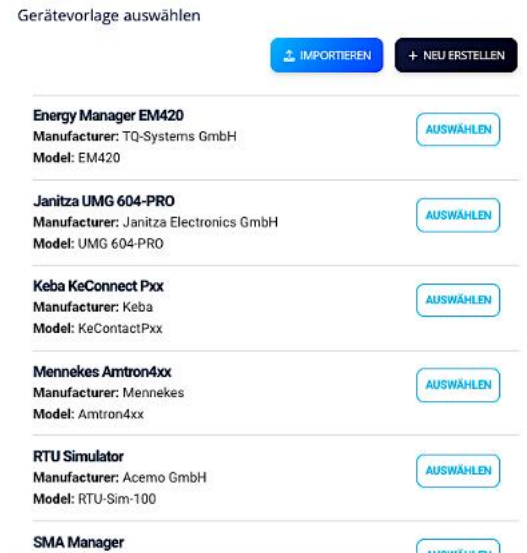 Gerätevorlage auswählen
IMPORTIEREN
+ NEU ERSTELLEN
Energy Manager EM420
Manufacturer: TQ-Systems GmbH
Model: EM420
AUSWÄHLEN
Janitza UMG 604-PRO
Manufacturer: Janitza Electronics GmbH
Model: UMG 604-PRO
AUSWÄHLEN
Keba KeConnect Pxx
Manufacturer: Keba
Model: KeContactPxx
AUSWÄHLEN
Mennekes Amtron4xx
Manufacturer: Mennekes
Model: Amtron4xx
AUSWÄHLEN
RTU Simulator
Manufacturer: Acemo GmbH
Model: RTU-Sim-100
AUSWÄHLEN
SMA Manager
AUSWÄHLEN